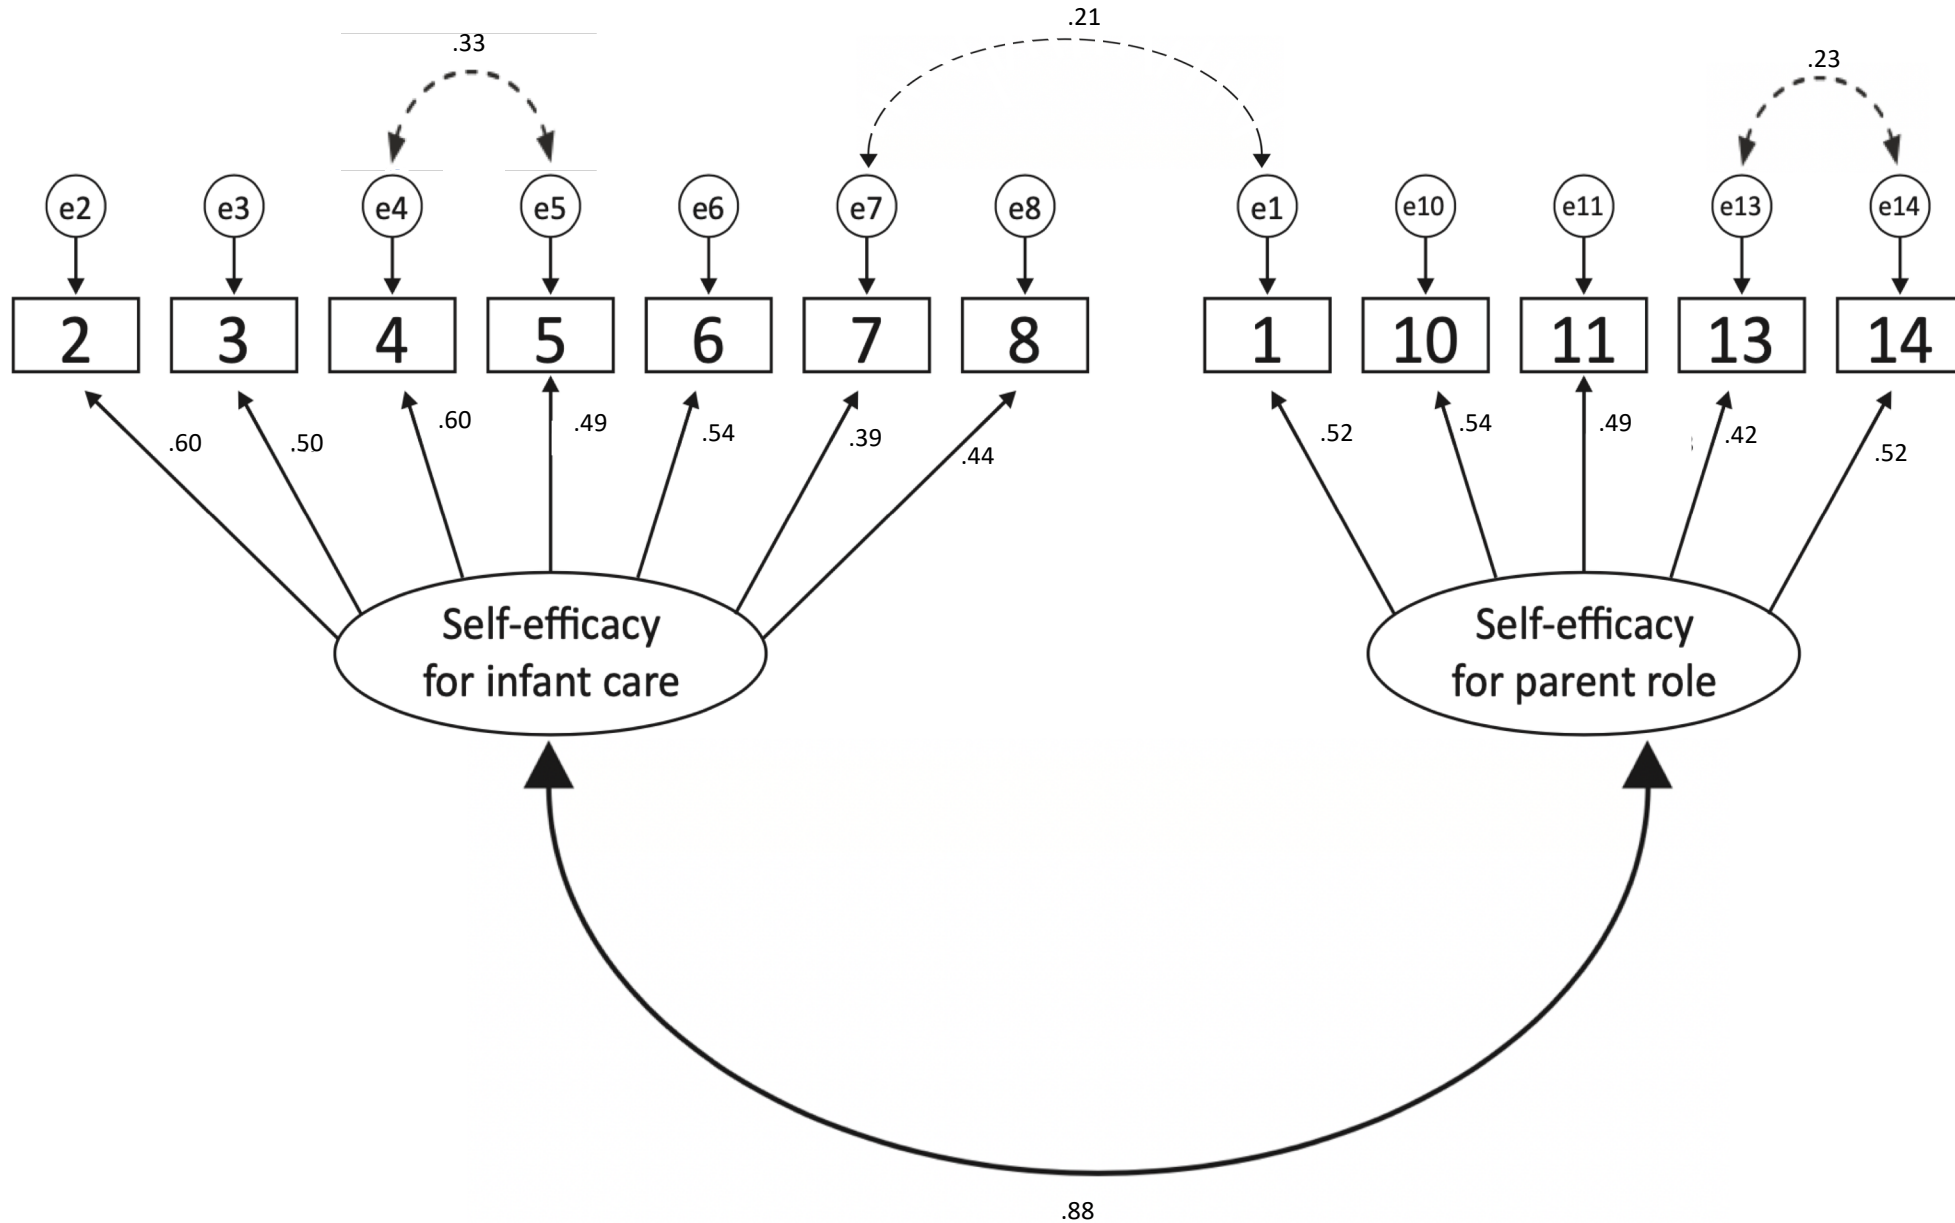 .21
.33
.23
e2 e3 e4 e5 e6 e7 e8 e1 e10 e11 e13 e14
2 3 4 5 6 7 8 1 10 11 13 14
.60 .50 .60 .49 .54 .39 .44 .52 .54 .49 .42 .52
Self-efficacy
for infant care
Self-efficacy
for parent role
.88